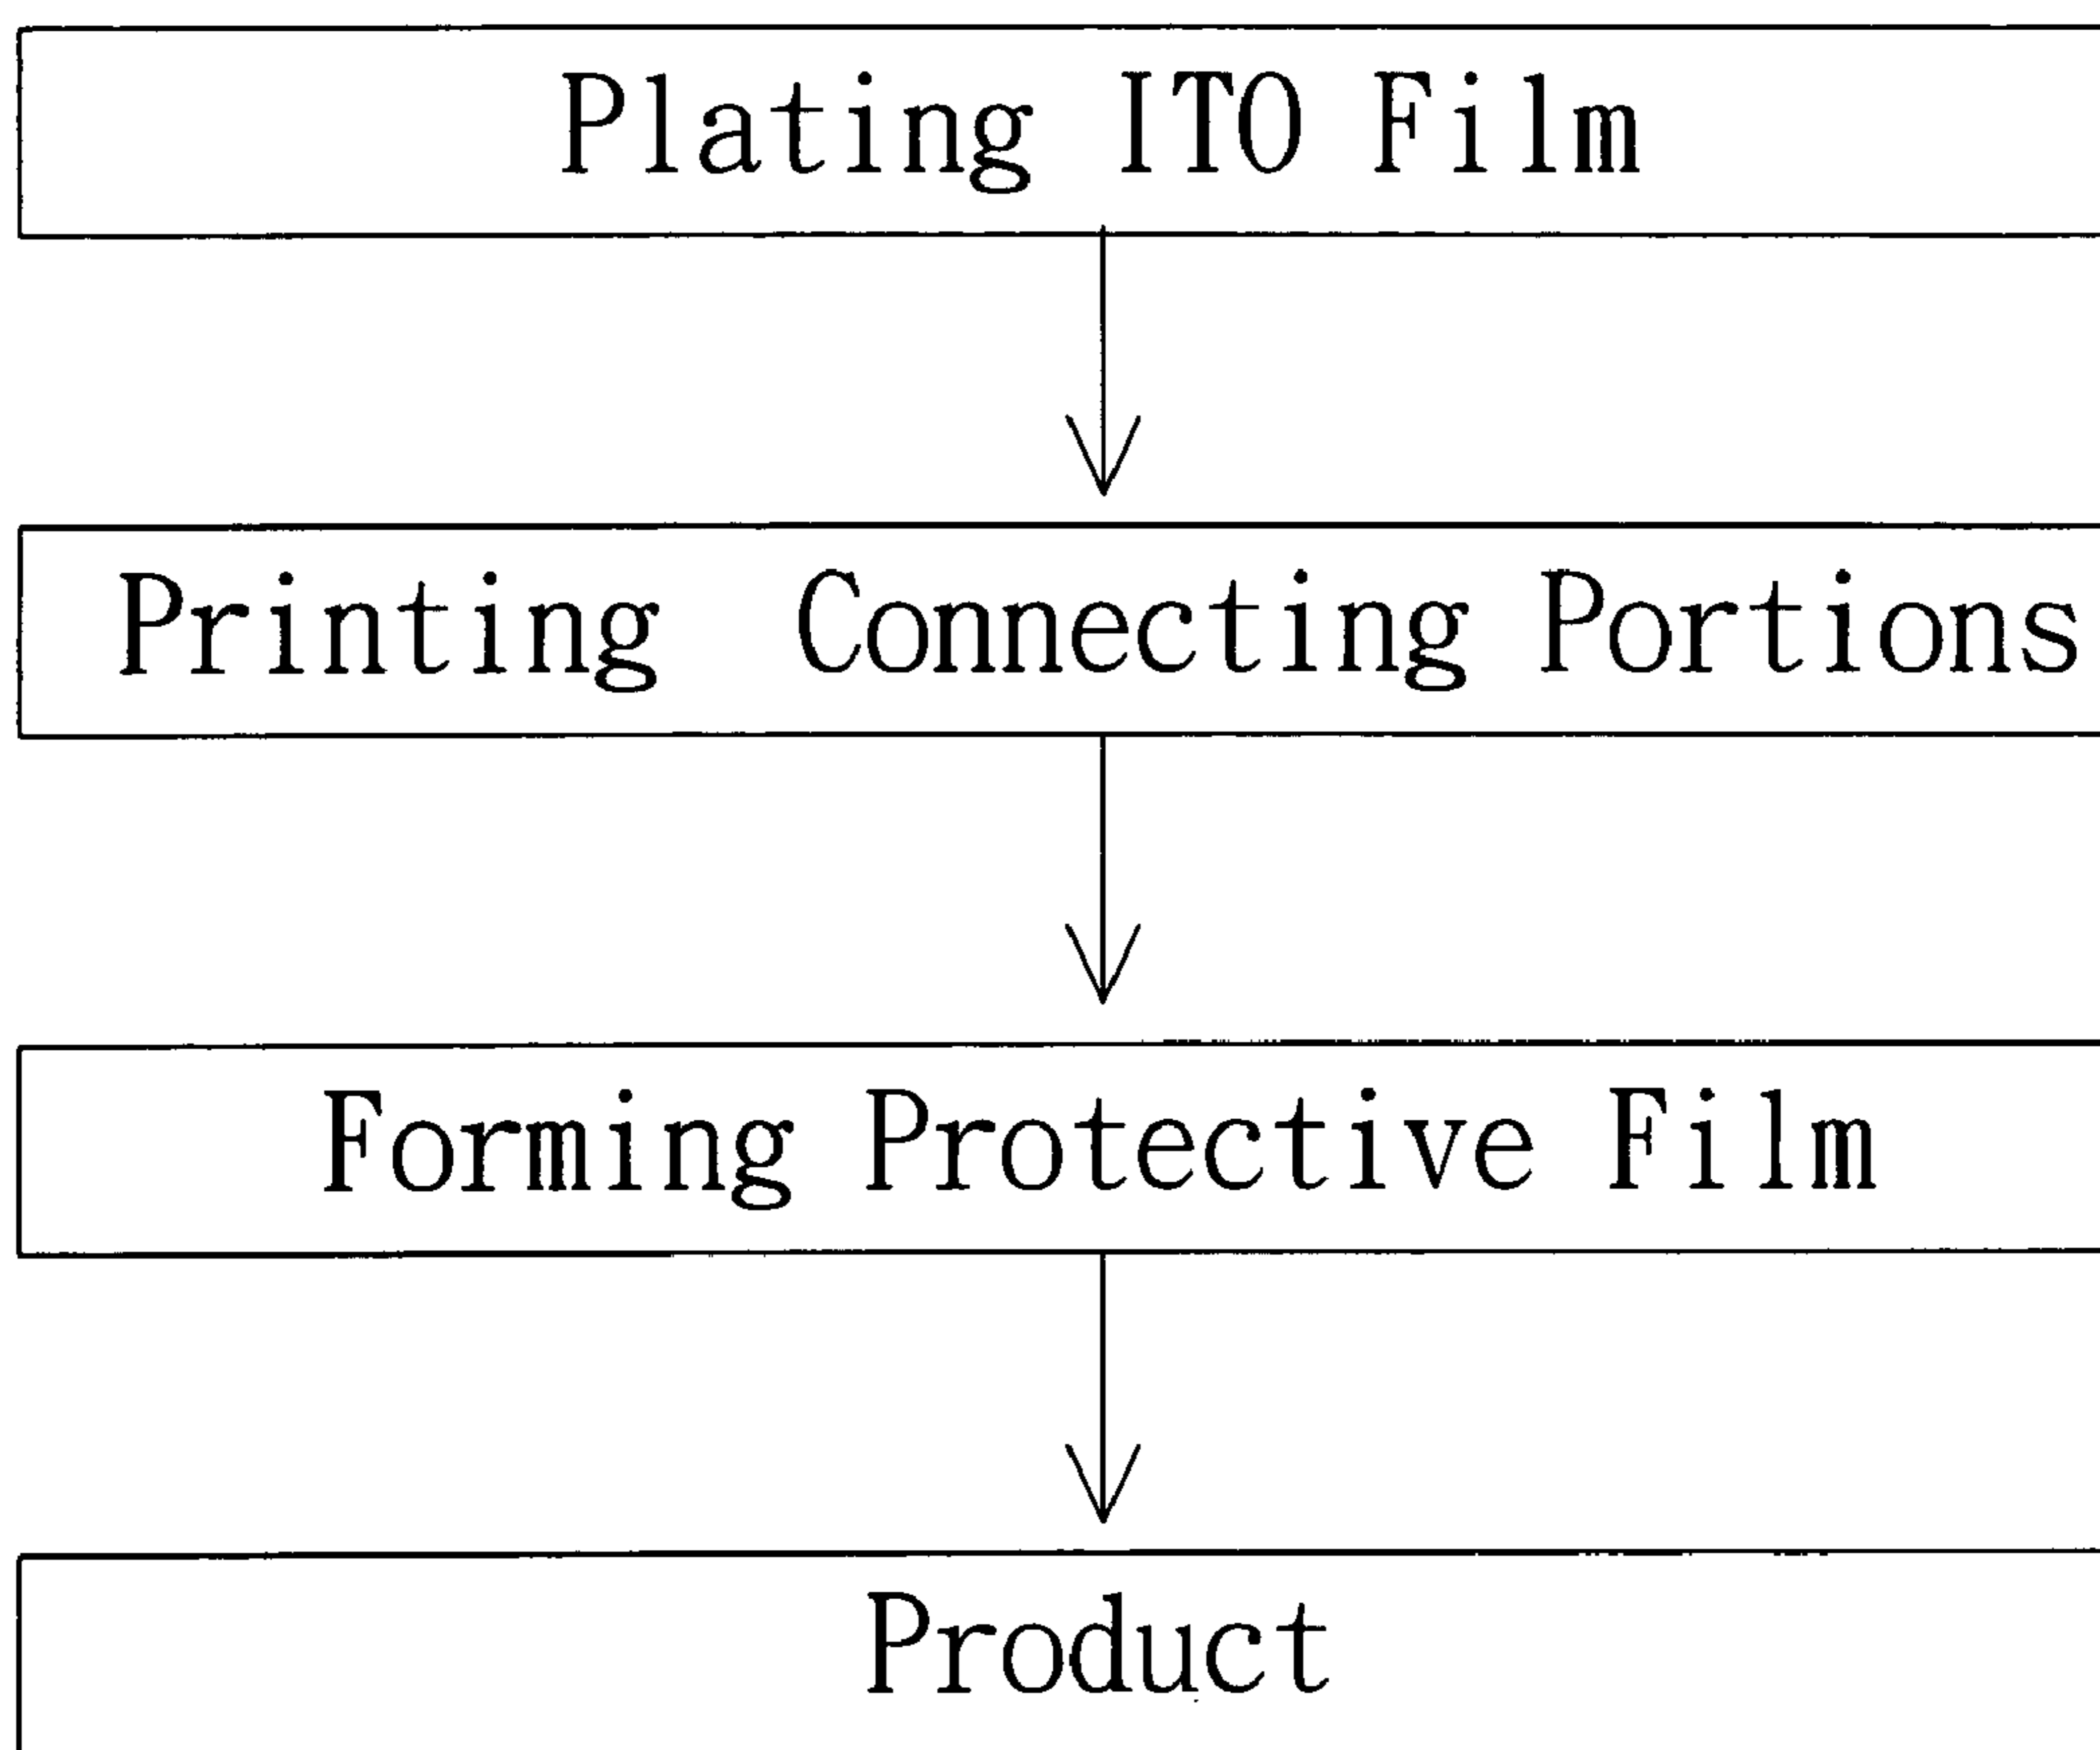 Plating ITO Film
Printing Connecting Portions
Forming Protective Film
Product